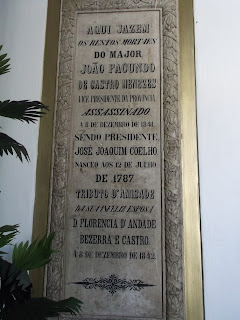 AQUI JAZEM
OS RESTOS MORTAES
DO MAJOR
JOÃO FACUNDO
DE CASTRO MENEZES
VICE PRESIDENTE DA PROVINCIA
ASSASSINADO
A 8 DE DEZEMBRO DE 1841.
SENDO PRESIDENTE
JOSÉ JOAQUIM COELHO
NASCEU AOS 12 DE JULHO
DE 1787
TRIBUTO D'AMISADE
DA SUA INFELIZ ESPOSA
D FLORENCIA D'ANDADE
BEZERRA E CASTRO.
A 8 DE DEZEMBRO DE 1842.